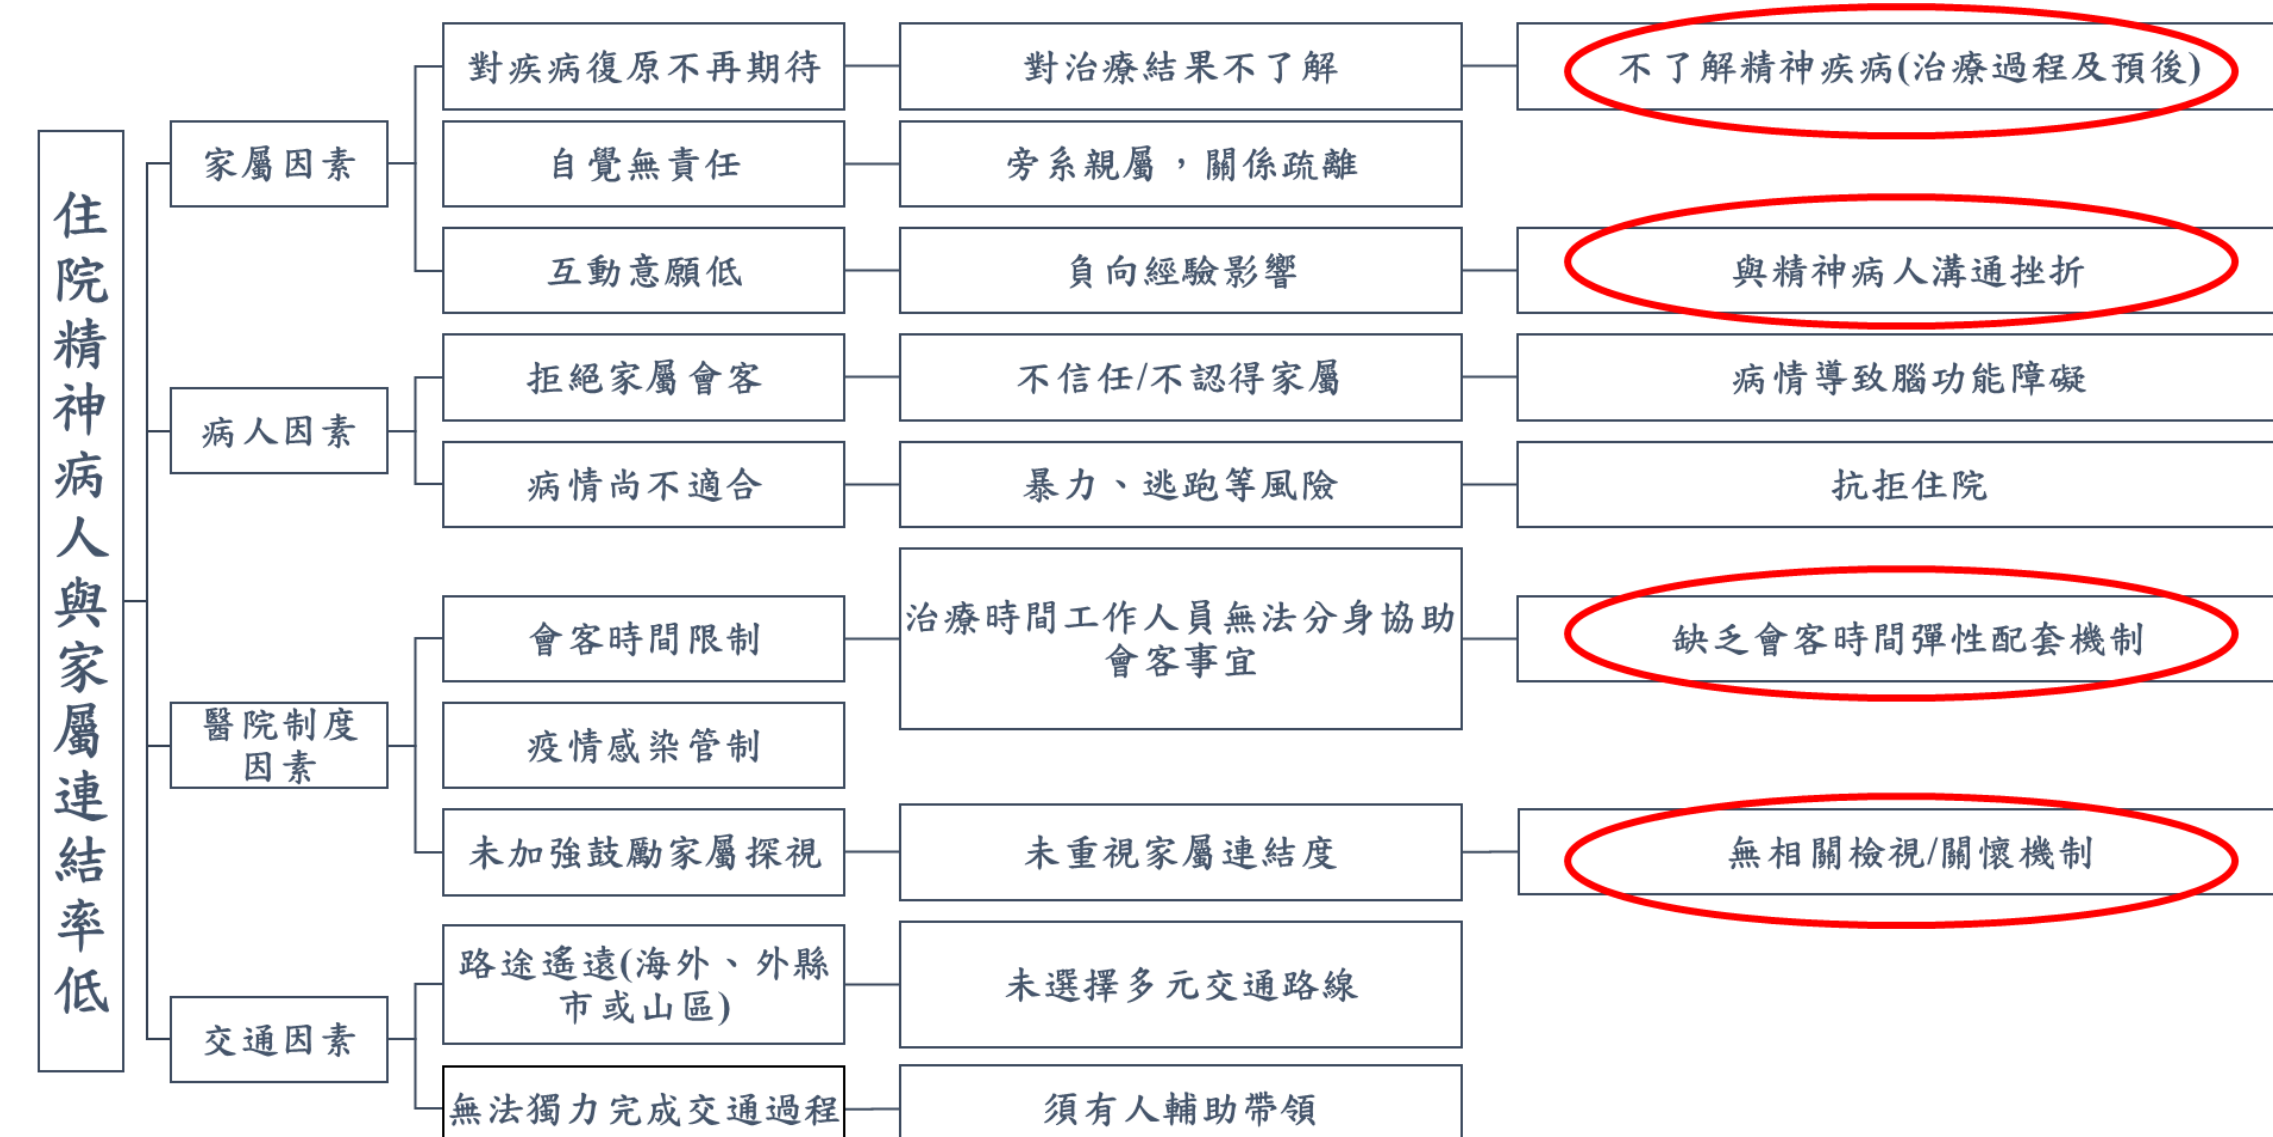 住院精神病人與家屬連結率低
家屬因素
對疾病復原不再期待
對治療結果不了解
不了解精神疾病(治療過程及預後)
自覺無責任
旁系親屬，關係疏離
互動意願低
負向經驗影響
與精神病人溝通挫折
病人因素
拒絕家屬會客
不信任/不認得家屬
病情導致腦功能障礙
病情尚不適合
暴力、逃跑等風險
抗拒住院
醫院制度
因素
會客時間限制
治療時間工作人員無法分身協助
會客事宜
缺乏會客時間彈性配套機制
疫情感染管制
未加強鼓勵家屬探視
未重視家屬連結度
無相關檢視/關懷機制
交通因素
路途遙遠(海外、外縣
市或山區)
未選擇多元交通路線
無法獨力完成交通過程
須有人輔助帶領